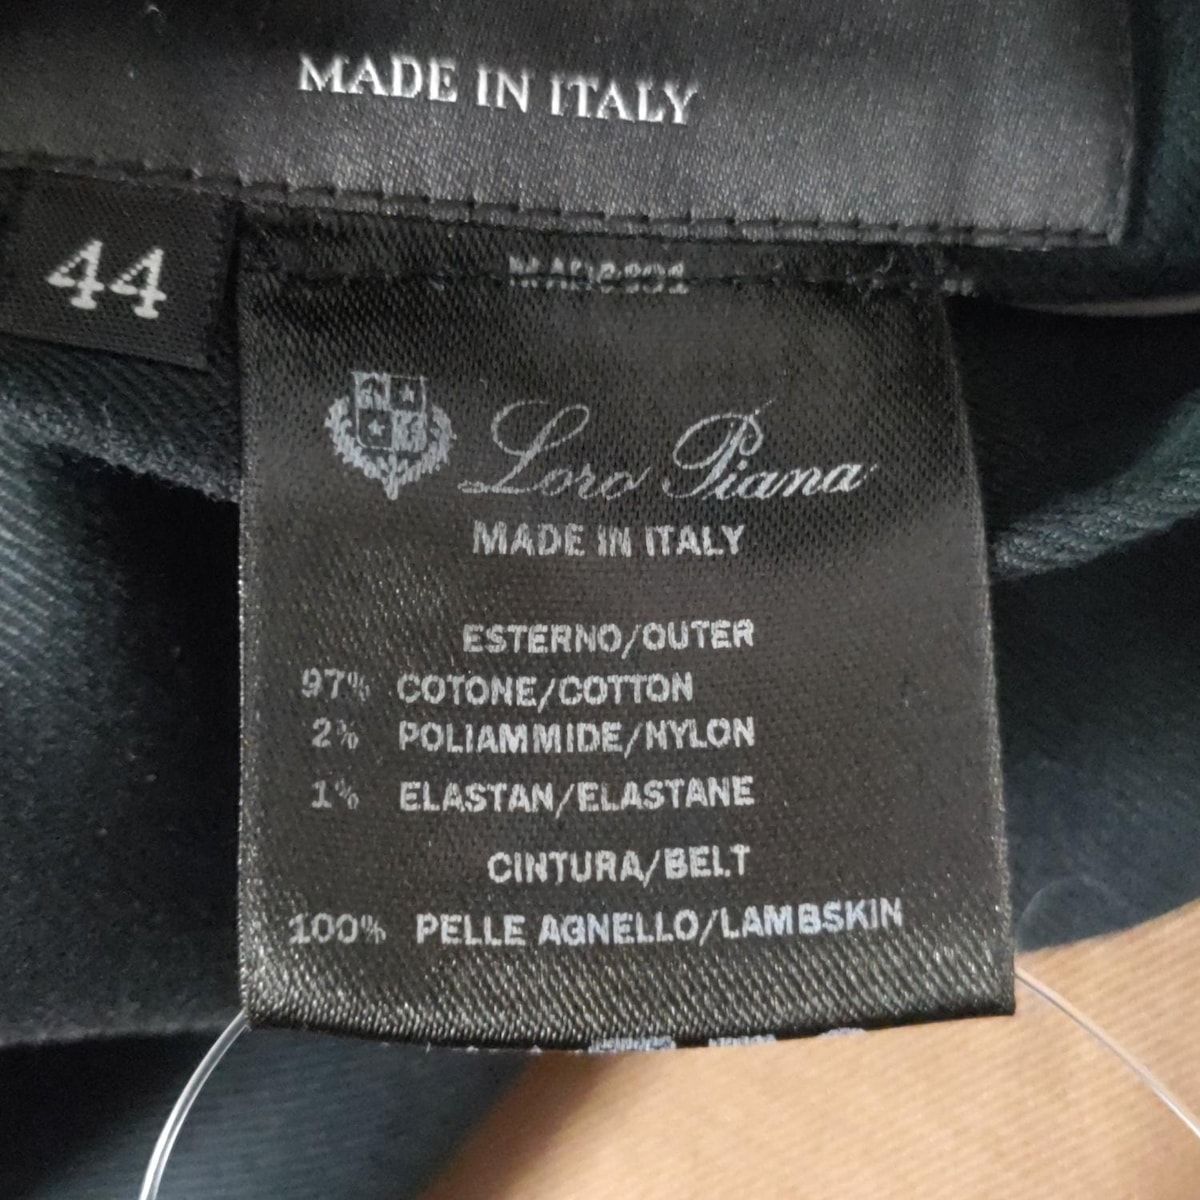 MADE IN ITALY
44
Loro Piana
MADE IN ITALY
ESTERNO/OUTER
97% COTONE/COTTON
2% POLIAMMIDE/NYLON
1% ELASTAN/ELASTANE
CINTURA/BELT
100% PELLE AGNELLO/LAMBSKIN